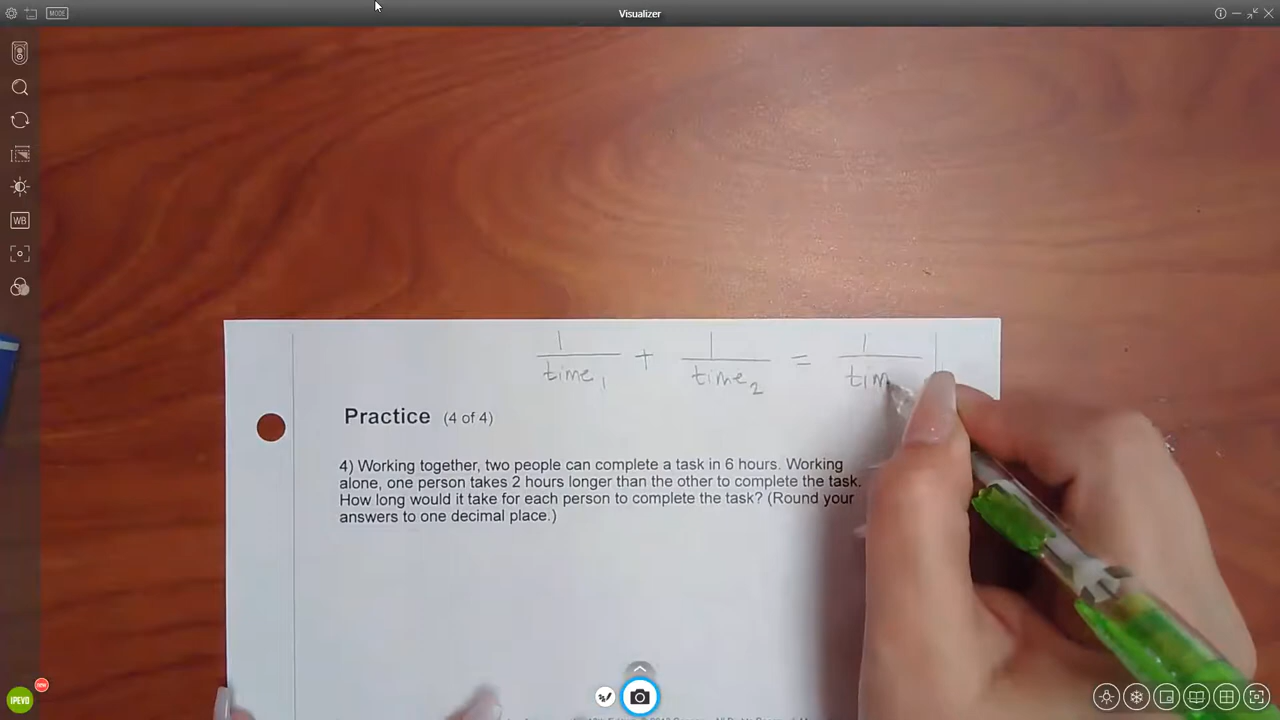 MODE
Visualizer
WB
1 + 1 = 1
time₁ time₂ tim
Practice (4 of 4)
4) Working together, two people can complete a task in 6 hours. Working
alone, one person takes 2 hours longer than the other to complete the task.
How long would it take for each person to complete the task? (Round your
answers to one decimal place.)
IPEVO
new